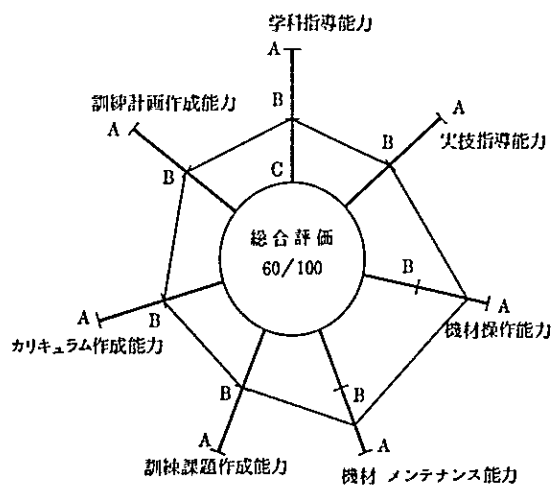 学科指導能力
A
B
C
訓練計画作成能力
A
B
A
B
実技指導能力
総合評価
60/100
B
A
機材操作能力
A
B
カリキュラム作成能力
B
A
訓練課題作成能力
B
A
機材 メンテナンス能力